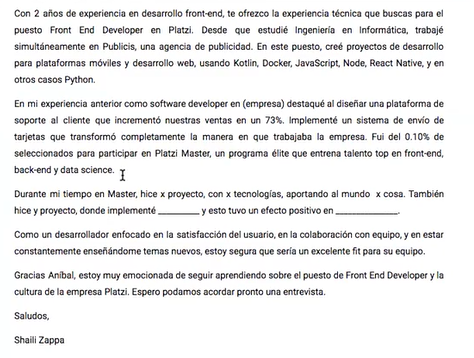 Con 2 años de experiencia en desarrollo front-end, te ofrezco la experiencia técnica que buscas para el
puesto Front End Developer en Platzi. Desde que estudié Ingeniería en Informática, trabajé
simultáneamente en Publicis, una agencia de publicidad. En este puesto, creé proyectos de desarrollo
para plataformas móviles y desarrollo web, usando Kotlin, Docker, JavaScript, Node, React Native, y en
otros casos Python.
En mi experiencia anterior como software developer en (empresa) destaqué al diseñar una plataforma de
soporte al cliente que incrementó nuestras ventas en un 73%. Implementé un sistema de envío de
tarjetas que transformó completamente la manera en que trabajaba la empresa. Fui del 0.10% de
seleccionados para participar en Platzi Master, un programa élite que entrena talento top en front-end,
back-end y data science.
Durante mi tiempo en Master, hice x proyecto, con x tecnologías, aportando al mundo x cosa. También
hice y proyecto, donde implementé _________ y esto tuvo un efecto positivo en ______________.
Como un desarrollador enfocado en la satisfacción del usuario, en la colaboración con equipo, y en estar
constantemente enseñándome temas nuevos, estoy segura que sería un excelente fit para su equipo.
Gracias Aníbal, estoy muy emocionada de seguir aprendiendo sobre el puesto de Front End Developer y la
cultura de la empresa Platzi. Espero podamos acordar pronto una entrevista.
Saludos,
Shaili Zappa